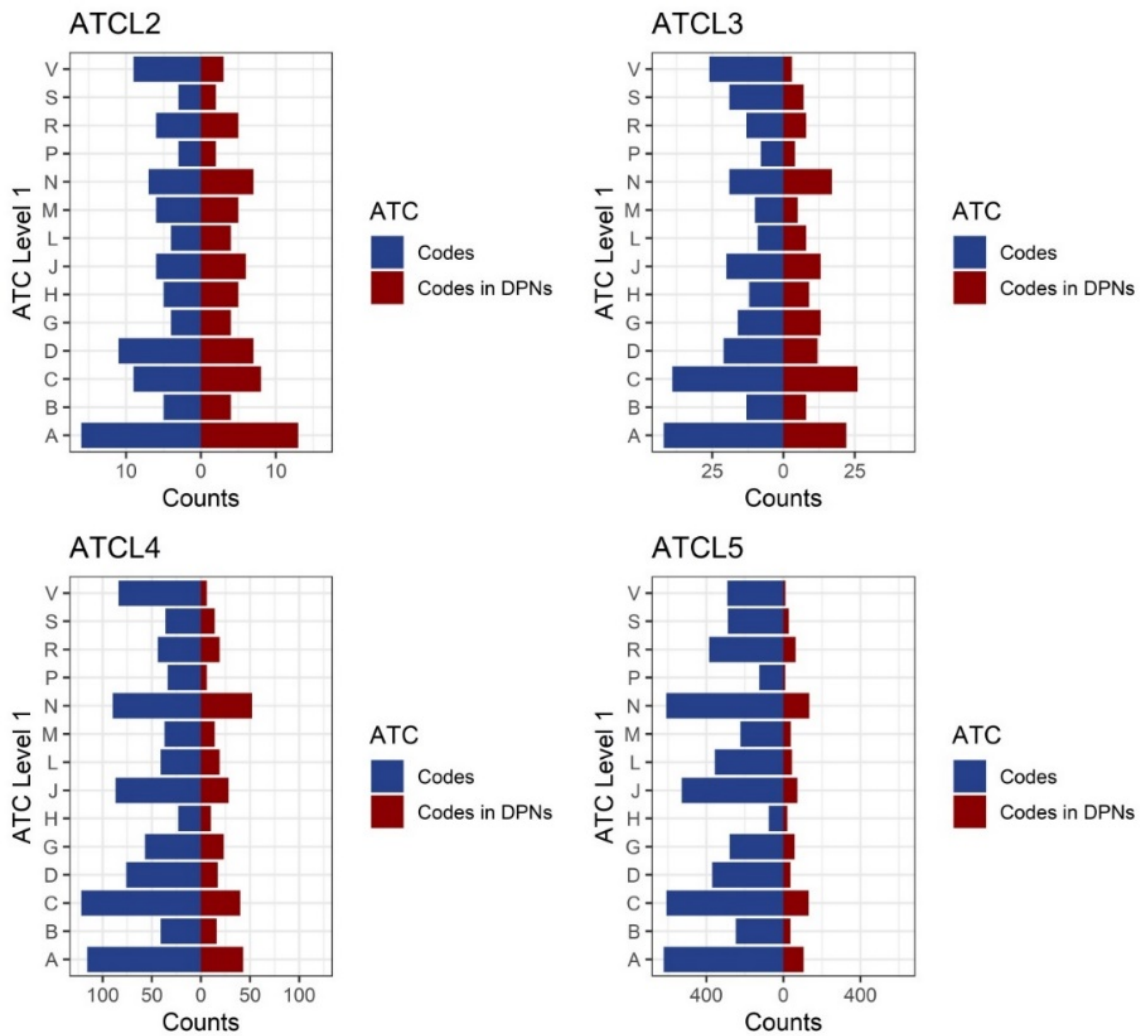 ATCL2
V
S
R
P
N
M
L
J
H
G
D
C
B
A
ATC Level 1
10 0 10
Counts
ATC
Codes
Codes in DPNs
ATCL3
V
S
R
P
N
M
L
J
H
G
D
C
B
A
ATC Level 1
25 0 25
Counts
ATC
Codes
Codes in DPNs
ATCL4
V
S
R
P
N
M
L
J
H
G
D
C
B
A
ATC Level 1
100 50 0 50 100
Counts
ATC
Codes
Codes in DPNs
ATCL5
V
S
R
P
N
M
L
J
H
G
D
C
B
A
ATC Level 1
400 0 400
Counts
ATC
Codes
Codes in DPNs